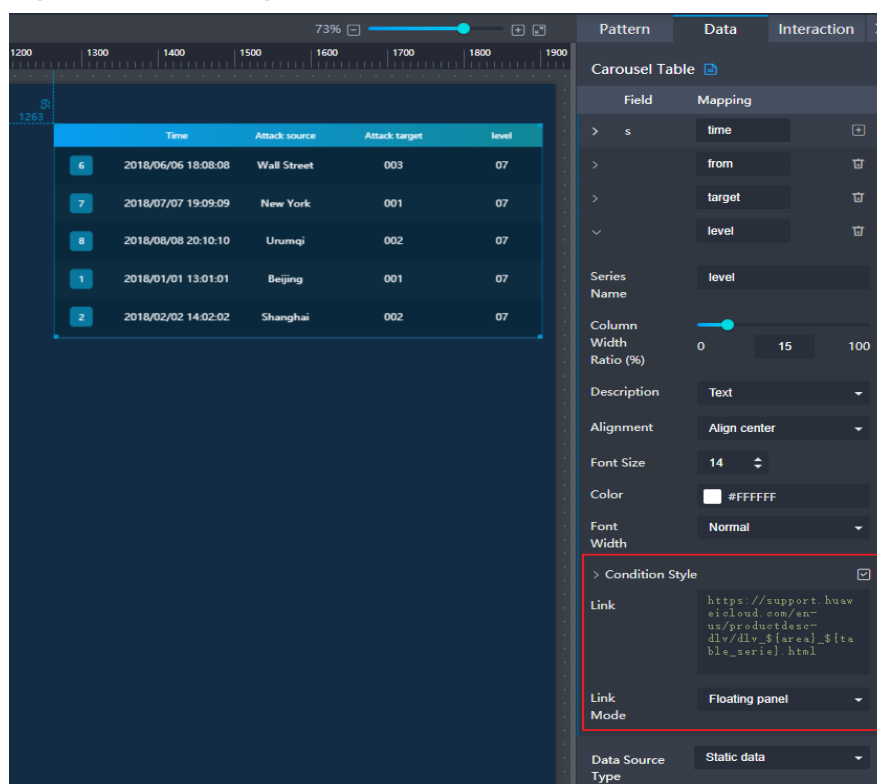 73%
Pattern Data Interaction
1200 1300 1400 1500 1600 1700 1800 1900
Carousel Table
Field Mapping
59
1263
s time
Time Attack source Attack target level
from
6 2018/06/06 18:08:08 Wall Street 003 07
target
7 2018/07/07 19:09:09 New York 001 07
level
8 2018/08/08 20:10:10 Urumqi 002 07
1 2018/01/01 13:01:01 Beijing 001 07
2 2018/02/02 14:02:02 Shanghai 002 07
Series
Name
level
Column
Width
Ratio (%)
0 15 100
Description Text
Alignment Align center
Font Size 14
Color #FFFFFF
Font
Width
Normal
Condition Style
Link
https://support.huaw
eicloud.com/en-
us/productdesc-
dlv/dlv_${area}_${ta
ble_serie}.html
Link
Mode
Floating panel
Data Source
Type
Static data